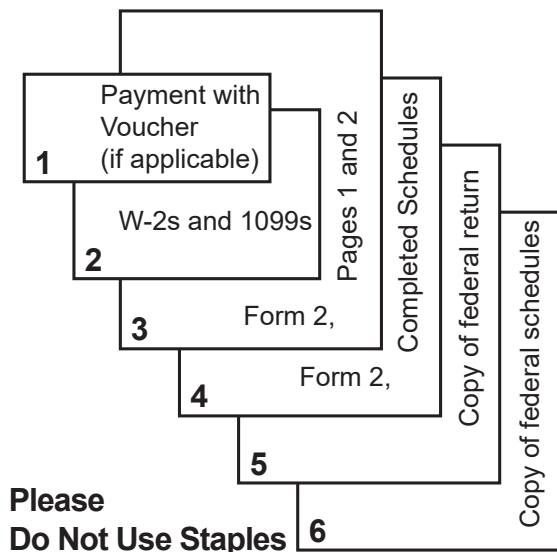 Payment with
Voucher
(if applicable)
1
W-2s and 1099s
2
Pages 1 and 2
Form 2,
3
Completed Schedules
Form 2,
4
Copy of federal return
5
Copy of federal schedules
6
Please
Do Not Use Staples